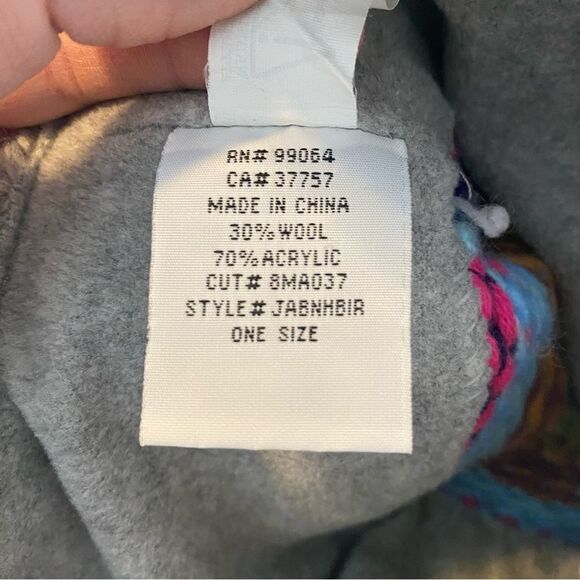 RN# 99064
CA# 37757
MADE IN CHINA
30% WOOL
70% ACRYLIC
CUT# 8MA037
STYLE# JABNHBIR
ONE SIZE